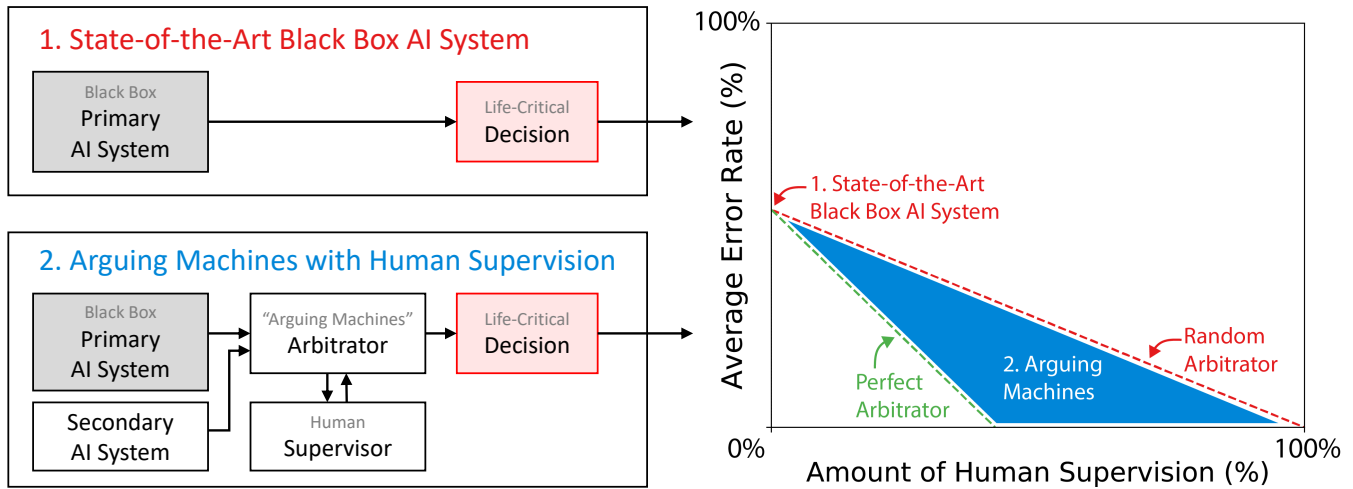 1. State-of-the-Art Black Box AI System
Black Box
Primary
AI System
Life-Critical
Decision
2. Arguing Machines with Human Supervision
Black Box
Primary
AI System
Secondary
AI System
“Arguing Machines”
Arbitrator
Human
Supervisor
Life-Critical
Decision
100%
Average Error Rate (%)
1. State-of-the-Art
Black Box AI System
Perfect
Arbitrator
2. Arguing
Machines
Random
Arbitrator
0%
100%
Amount of Human Supervision (%)